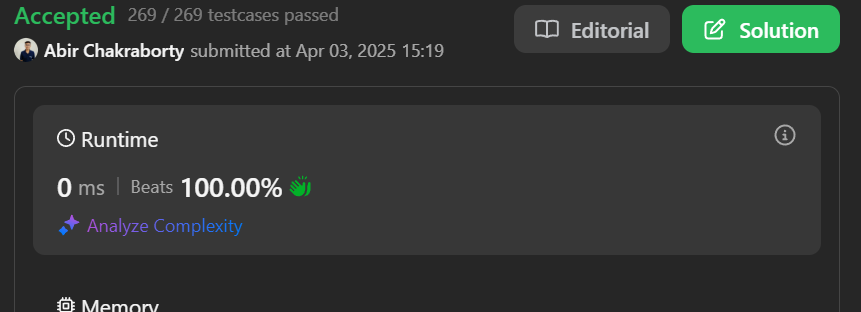 Accepted 269 / 269 testcases passed
Abir Chakraborty submitted at Apr 03, 2025 15:19
Editorial
Solution
Runtime
0 ms | Beats 100.00%
Analyze Complexity
Memory